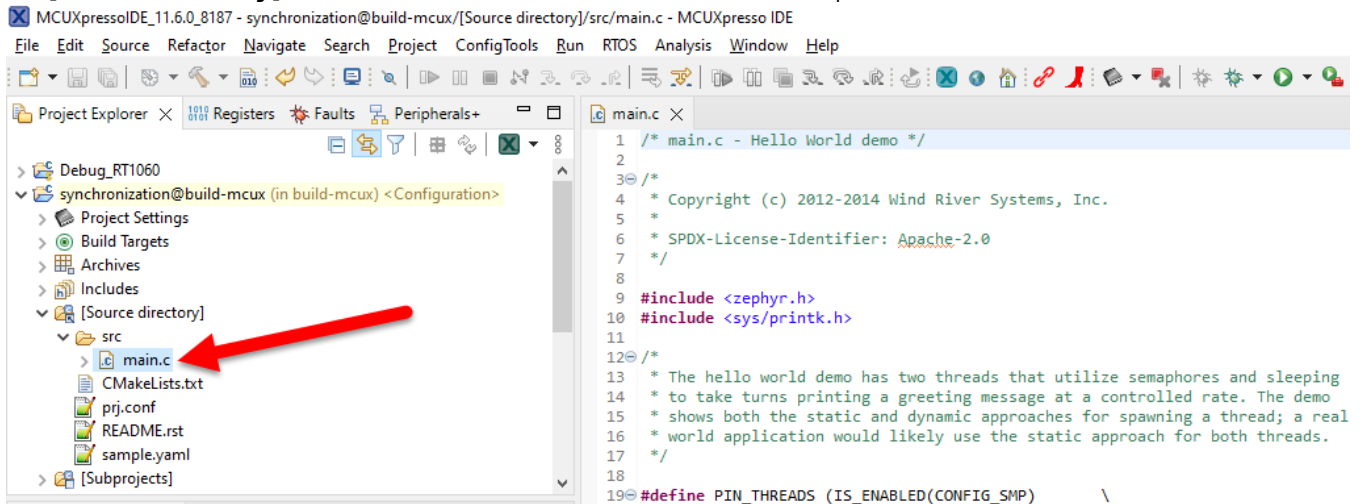 MCUXpressoIDE_11.6.0_8187 - synchronization@build-mcux/[Source directory]/src/main.c - MCUXpresso IDE
File Edit Source Refactor Navigate Search Project ConfigTools Run RTOS Analysis Window Help
Project Explorer Registers Faults Peripherals+
Debug_RT1060
synchronization@build-mcux (in build-mcux) <Configuration>
Project Settings
Build Targets
Archives
Includes
[Source directory]
src
main.c
CMakeLists.txt
prj.conf
README.rst
sample.yaml
[Subprojects]
main.c
1 /* main.c - Hello World demo */
2
3 /*
4 * Copyright (c) 2012-2014 Wind River Systems, Inc.
5 *
6 * SPDX-License-Identifier: Apache-2.0
7 */
8
9 #include <zephyr.h>
10 #include <sys/printk.h>
11
12 /*
13 * The hello world demo has two threads that utilize semaphores and sleeping
14 * to take turns printing a greeting message at a controlled rate. The demo
15 * shows both the static and dynamic approaches for spawning a thread; a real
16 * world application would likely use the static approach for both threads.
17 */
18
19 #define PIN_THREADS (IS_ENABLED(CONFIG_SMP) \